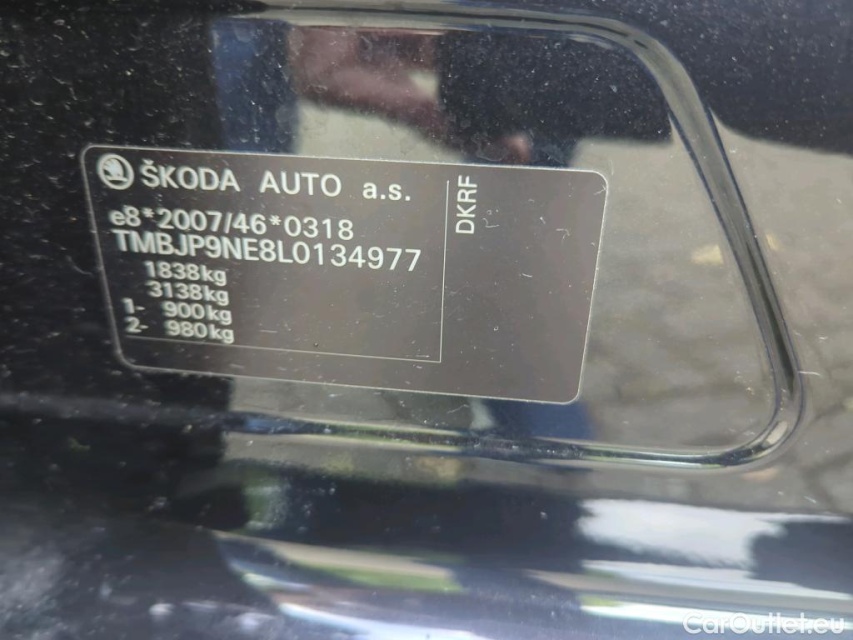 ŠKODA AUTO a.s.
e8*2007/46*0318
TMBJP9NE8L0134977
1838kg
3138kg
1- 900kg
2- 980kg
DKRF
CarOutlet.eu